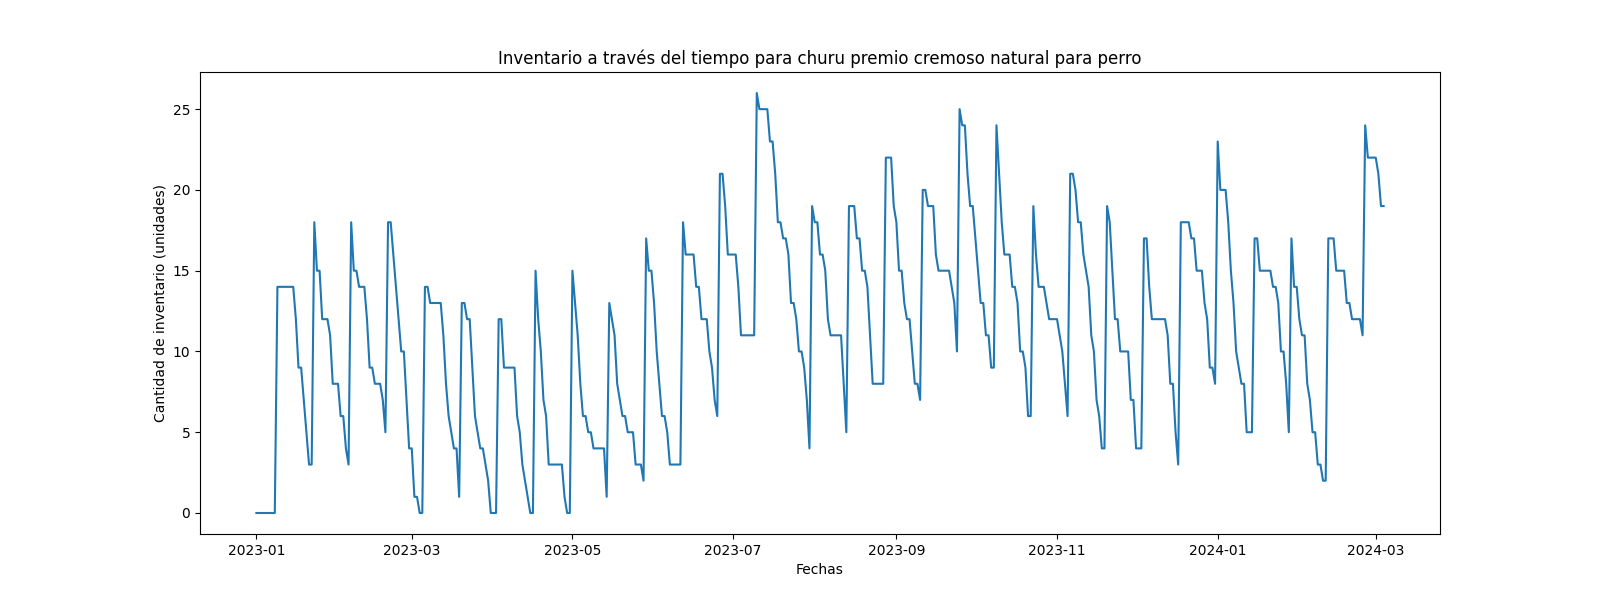 Inventario a través del tiempo para churu premio cremoso natural para perro
Cantidad de inventario (unidades)
25
20
15
10
5
0
2023-01 2023-03 2023-05 2023-07 2023-09 2023-11 2024-01 2024-03
Fechas